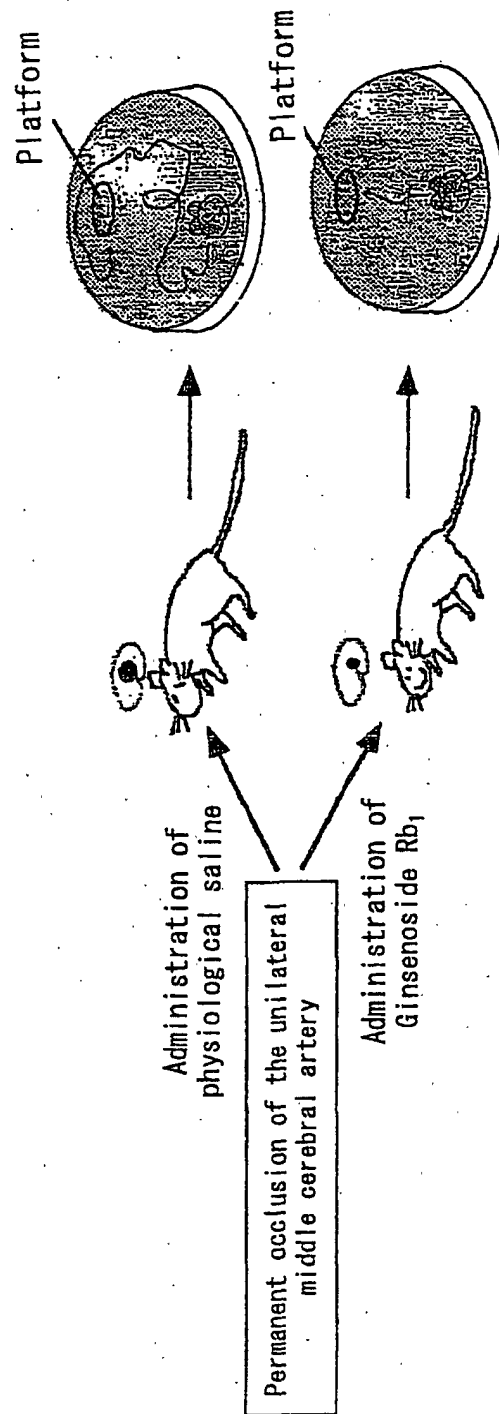 Permanent occlusion of the unilateral
middle cerebral artery
Administration of
physiological saline
Platform
Administration of
Ginsenoside Rb₁
Platform